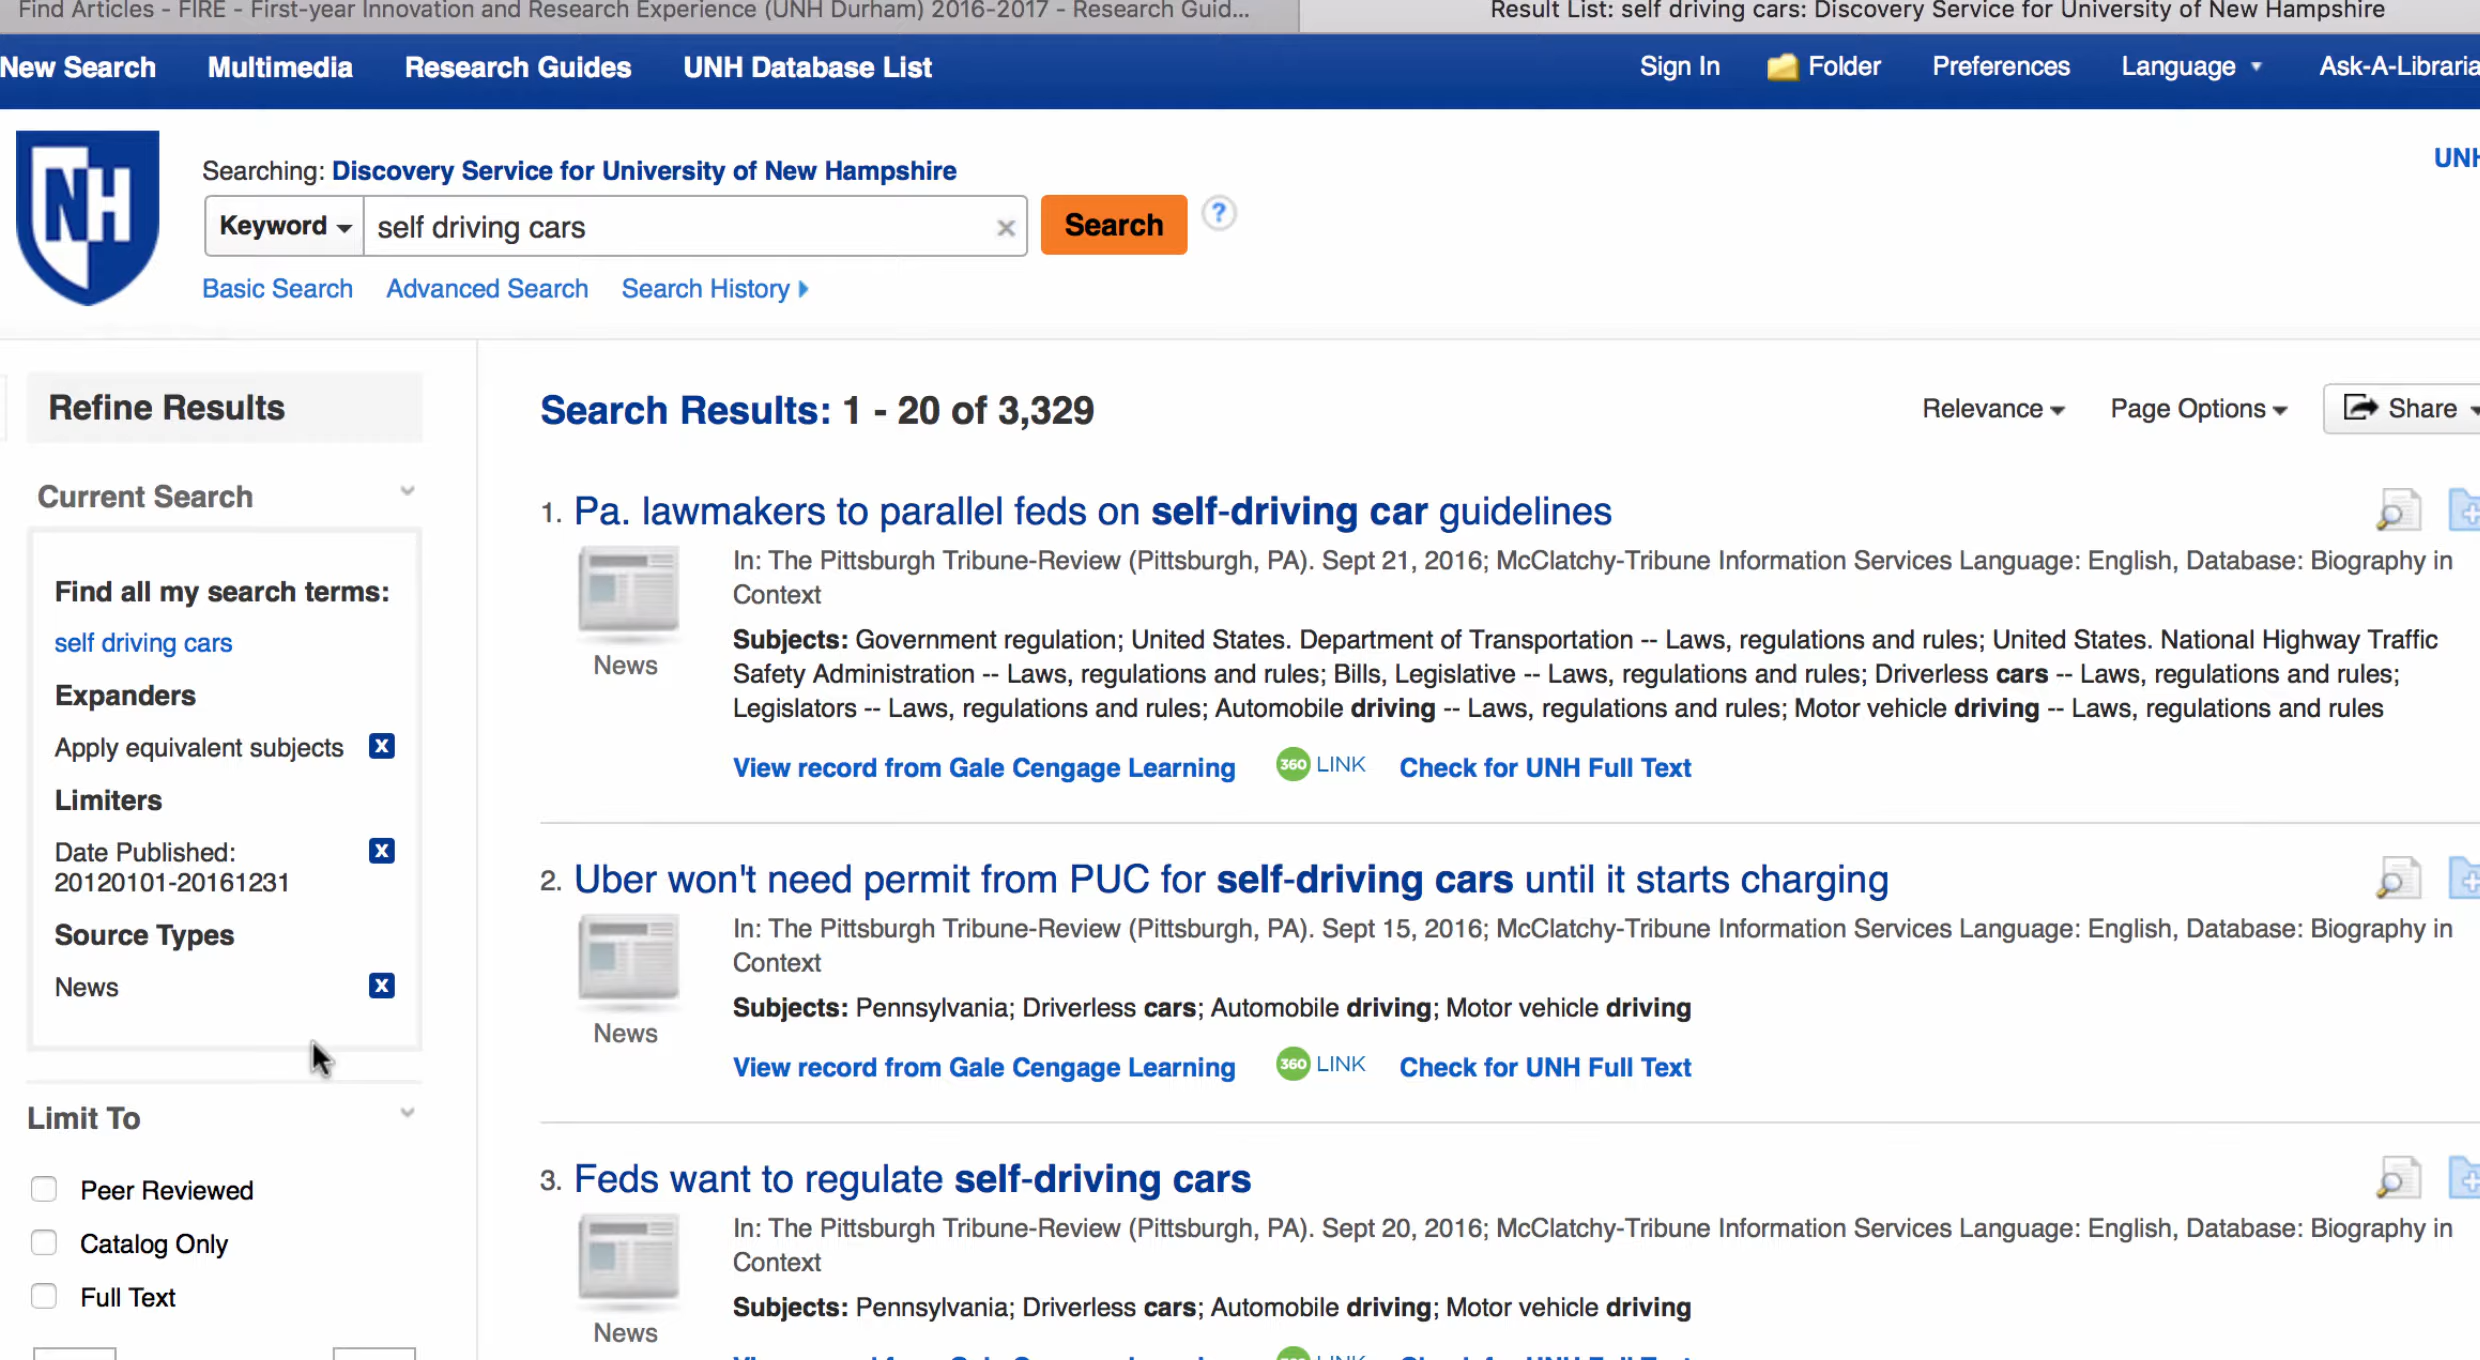 Find Articles - FIRE - First-year Innovation and Research Experience (UNH Durham) 2016-2017 - Research Guid...
Result List: self driving cars: Discovery Service for University of New Hampshire
New Search Multimedia Research Guides UNH Database List Sign In Folder Preferences Language Ask-A-Libraria
NH
UNH
Searching: Discovery Service for University of New Hampshire
Keyword self driving cars × Search ?
Basic Search Advanced Search Search History
Refine Results
Current Search
Find all my search terms:
self driving cars
Expanders
Apply equivalent subjects x
Limiters
Date Published: x
20120101-20161231
Source Types
News x
Limit To
Peer Reviewed
Catalog Only
Full Text
Search Results: 1 - 20 of 3,329
Relevance Page Options Share
1. Pa. lawmakers to parallel feds on self-driving car guidelines
In: The Pittsburgh Tribune-Review (Pittsburgh, PA). Sept 21, 2016; McClatchy-Tribune Information Services Language: English, Database: Biography in
Context
News
Subjects: Government regulation; United States. Department of Transportation -- Laws, regulations and rules; United States. National Highway Traffic
Safety Administration -- Laws, regulations and rules; Bills, Legislative -- Laws, regulations and rules; Driverless cars -- Laws, regulations and rules;
Legislators -- Laws, regulations and rules; Automobile driving -- Laws, regulations and rules; Motor vehicle driving -- Laws, regulations and rules
View record from Gale Cengage Learning 360 LINK Check for UNH Full Text
2. Uber won't need permit from PUC for self-driving cars until it starts charging
In: The Pittsburgh Tribune-Review (Pittsburgh, PA). Sept 15, 2016; McClatchy-Tribune Information Services Language: English, Database: Biography in
Context
News
Subjects: Pennsylvania; Driverless cars; Automobile driving; Motor vehicle driving
View record from Gale Cengage Learning 360 LINK Check for UNH Full Text
3. Feds want to regulate self-driving cars
In: The Pittsburgh Tribune-Review (Pittsburgh, PA). Sept 20, 2016; McClatchy-Tribune Information Services Language: English, Database: Biography in
Context
News
Subjects: Pennsylvania; Driverless cars; Automobile driving; Motor vehicle driving